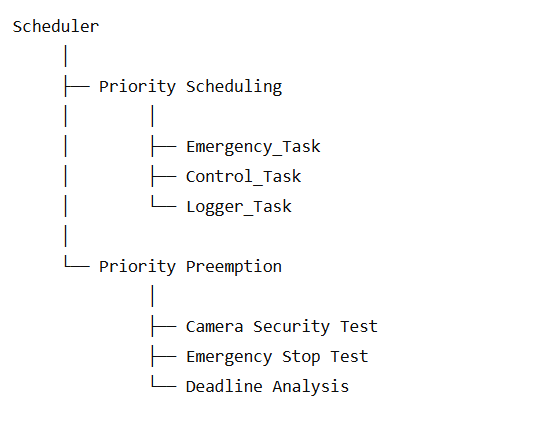 Scheduler
│
├── Priority Scheduling
│       │
│       ├── Emergency_Task
│       ├── Control_Task
│       └── Logger_Task
│
└── Priority Preemption
        │
        ├── Camera Security Test
        ├── Emergency Stop Test
        └── Deadline Analysis